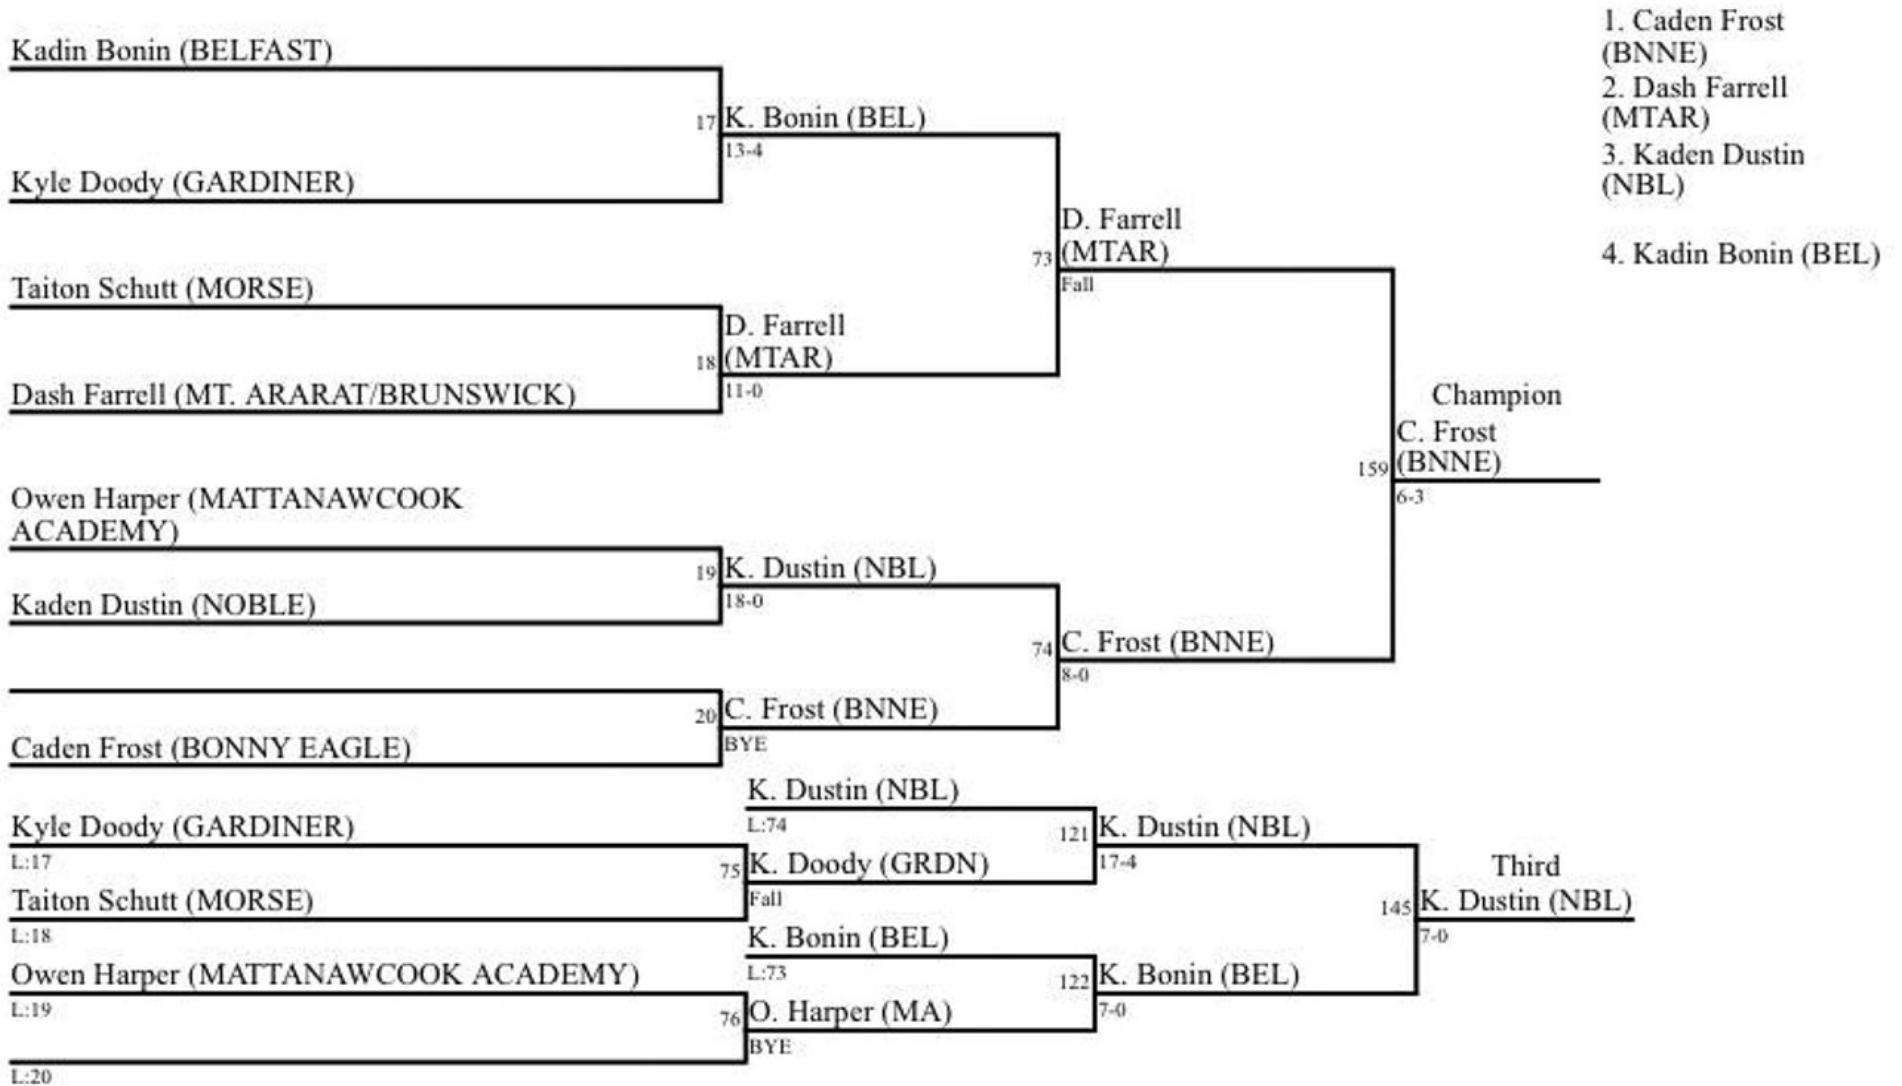 Kadin Bonin (BELFAST)
17
K. Bonin (BEL)
13-4
Kyle Doody (GARDINER)
Taiton Schutt (MORSE)
D. Farrell
18
(MTAR)
11-0
Dash Farrell (MT. ARARAT/BRUNSWICK)
D. Farrell
73
(MTAR)
Fall
Owen Harper (MATTANAWCOOK
ACADEMY)
19
K. Dustin (NBL)
18-0
Kaden Dustin (NOBLE)
20
C. Frost (BNNE)
BYE
Caden Frost (BONNY EAGLE)
74
C. Frost (BNNE)
8-0
Champion
C. Frost
159
(BNNE)
6-3
1. Caden Frost
(BNNE)
2. Dash Farrell
(MTAR)
3. Kaden Dustin
(NBL)
4. Kadin Bonin (BEL)
Kyle Doody (GARDINER)
L:17
Taiton Schutt (MORSE)
L:18
Owen Harper (MATTANAWCOOK ACADEMY)
L:19
L:20
K. Dustin (NBL)
L:74
75
K. Doody (GRDN)
Fall
K. Bonin (BEL)
L:73
76
O. Harper (MA)
BYE
121
K. Dustin (NBL)
17-4
122
K. Bonin (BEL)
7-0
Third
145
K. Dustin (NBL)
7-0